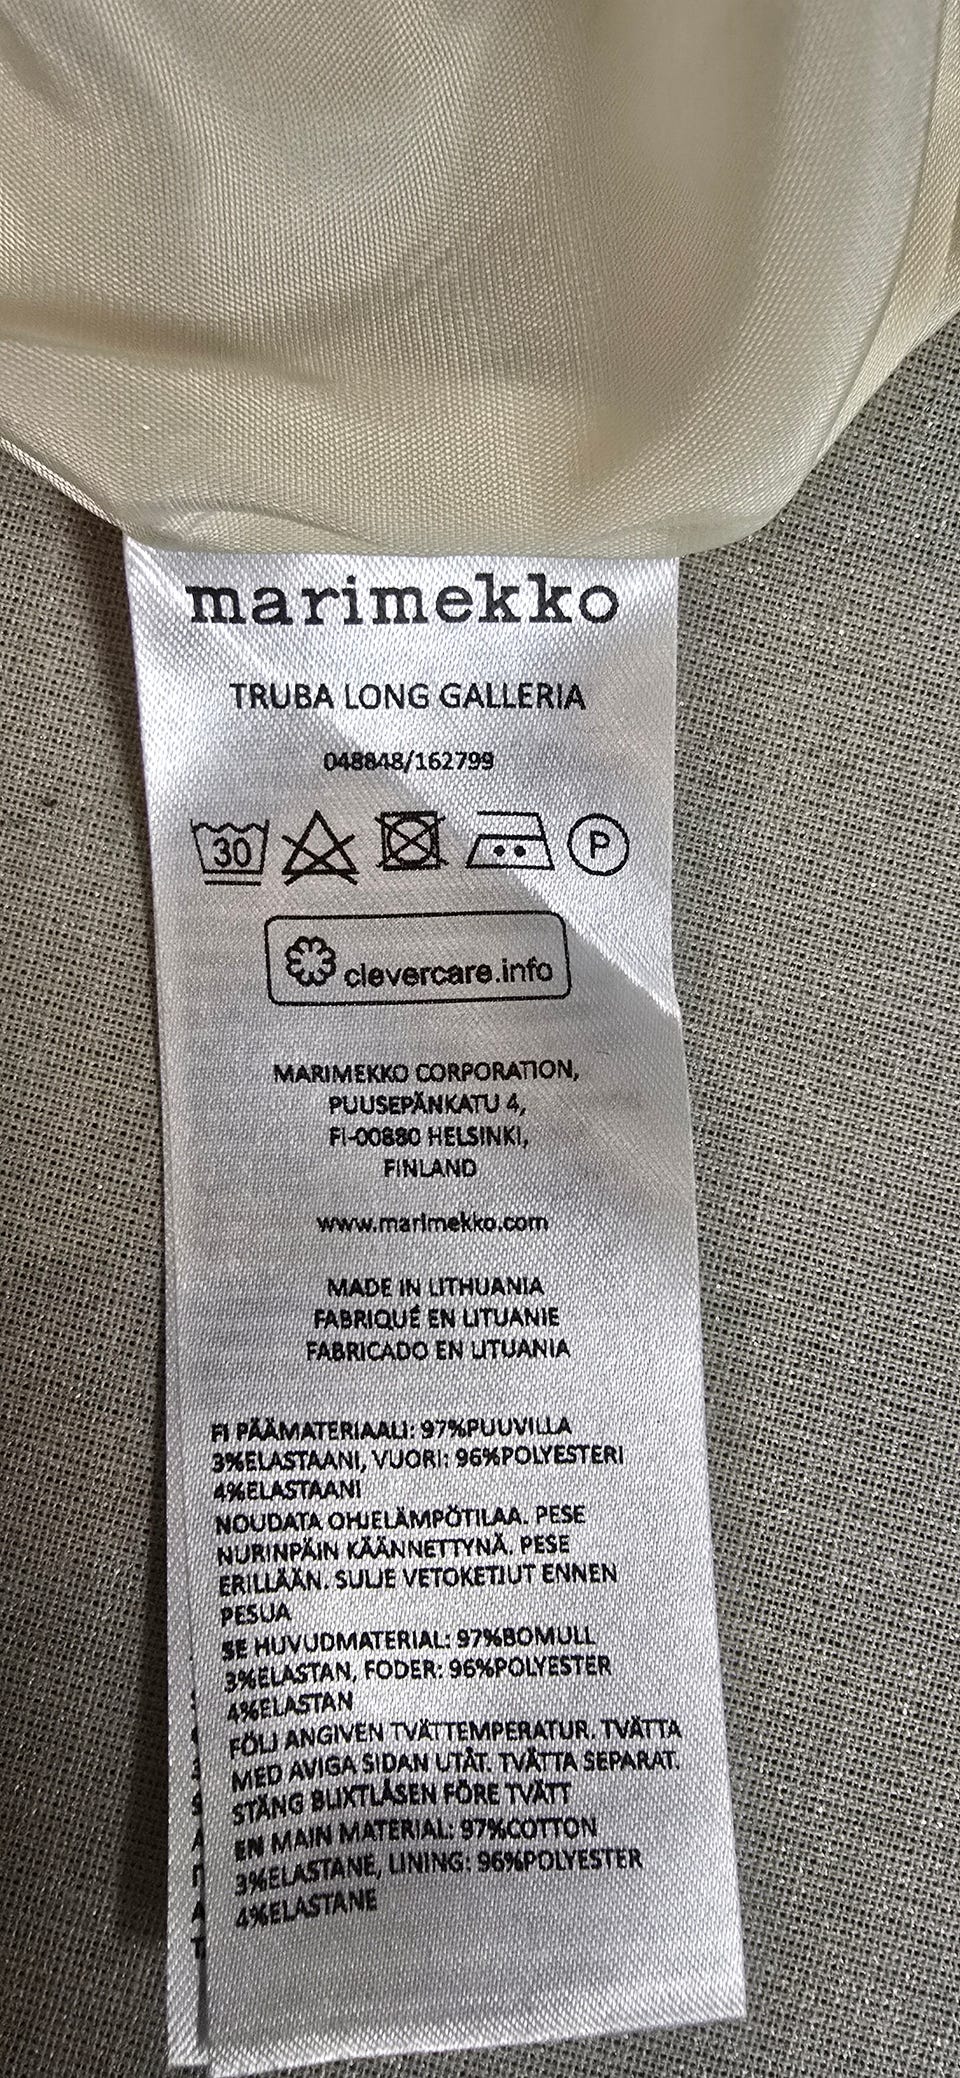 marimekko
TRUBA LONG GALLERIA
048848/162799
30
P
clevercare.info
MARIMEKKO CORPORATION,
PUUSEPÄNKATU 4,
FI-00880 HELSINKI,
FINLAND
www.marimekko.com
MADE IN LITHUANIA
FABRIQUÉ EN LITUANIE
FABRICADO EN LITUANIA
FI PÄÄMATERIAALI: 97%PUUVILLA
3%ELASTAANI, VUORI: 96%POLYESTERI
4%ELASTAANI
NOUDATA OHJELÄMPÖTILAA. PESE
NURINPÄIN KÄÄNNETTYNÄ. PESE
ERILLÄÄN. SULJE VETOKETJUT ENNEN
PESUA
SE HUVUDMATERIAL: 97%BOMULL
3%ELASTAN, FODER: 96%POLYESTER
4%ELASTAN
FÖLJ ANGIVEN TVÄTTEMPERATUR. TVÄTTA
MED AVIGA SIDAN UTÅT. TVÄTTA SEPARAT.
STÄNG BLIXTLÅSEN FÖRE TVÄTT
EN MAIN MATERIAL: 97%COTTON
3%ELASTANE, LINING: 96%POLYESTER
4%ELASTANE